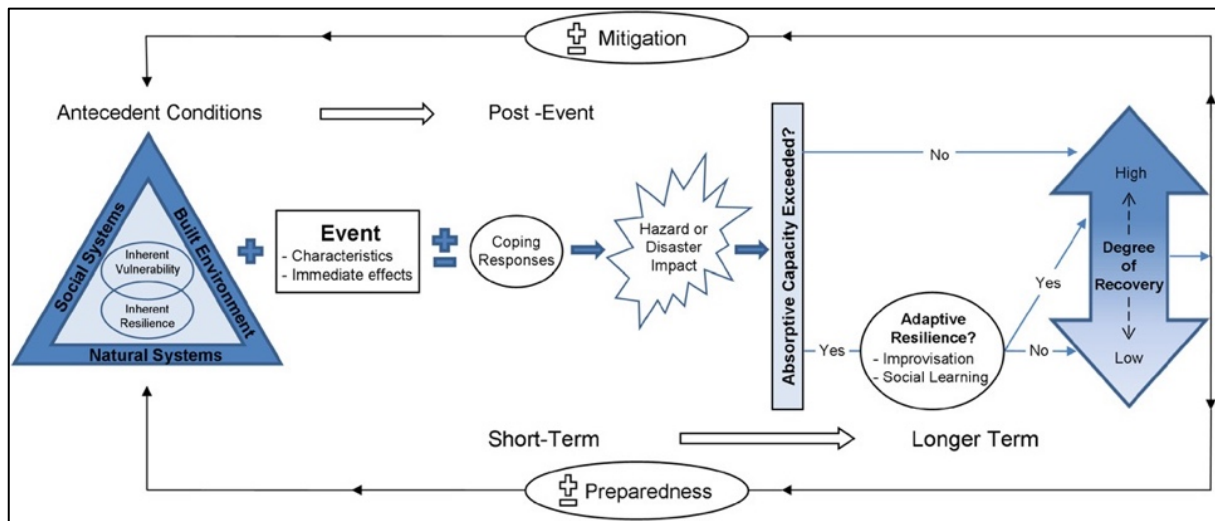 ± Mitigation
Antecedent Conditions
Post -Event
Social Systems
Built Environment
Natural Systems
Inherent
Vulnerability
Inherent
Resilience
+
Event
- Characteristics
- Immediate effects
±
Coping
Responses
Hazard or
Disaster
Impact
Absorptive Capacity Exceeded?
No
Yes
Adaptive
Resilience?
- Improvisation
- Social Learning
Yes
No
High
Degree
of
Recovery
Low
Short-Term
Longer Term
± Preparedness